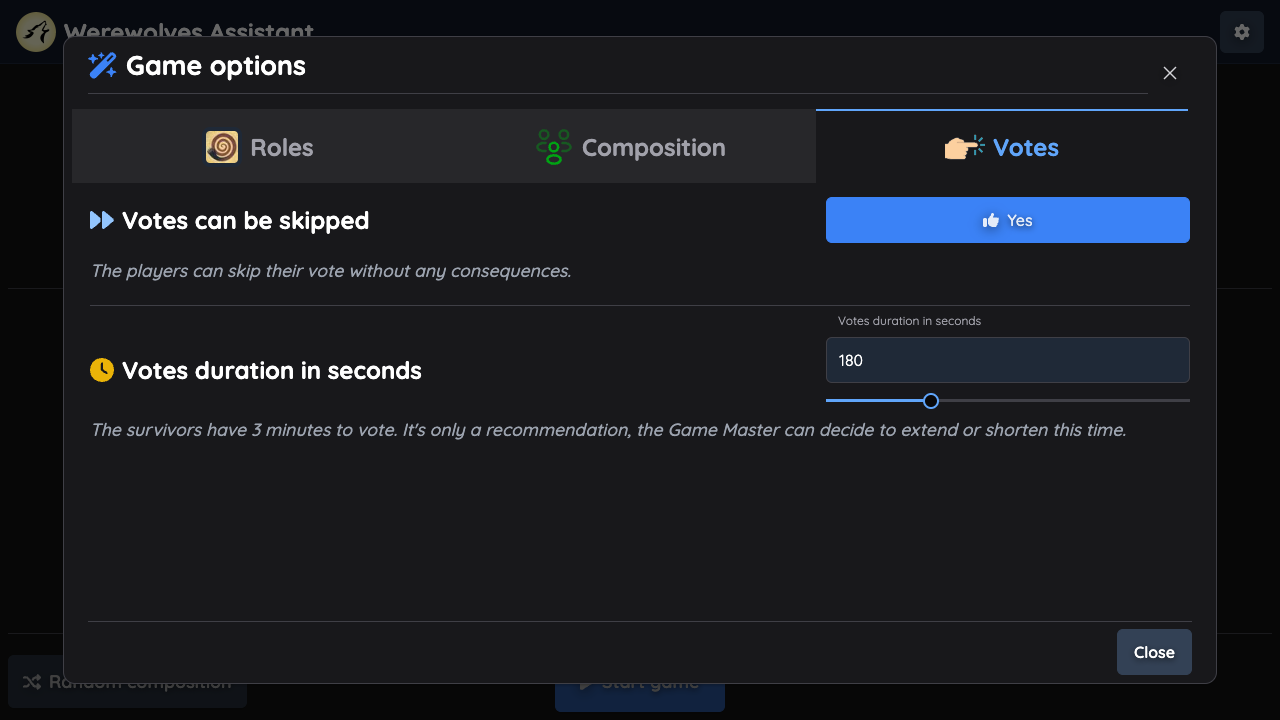 Werewolves Assistant
Game options
Roles
Composition
Votes
Votes can be skipped
Yes
The players can skip their vote without any consequences.
Votes duration in seconds
Votes duration in seconds
180
The survivors have 3 minutes to vote. It's only a recommendation, the Game Master can decide to extend or shorten this time.
Close
Random composition
Start game